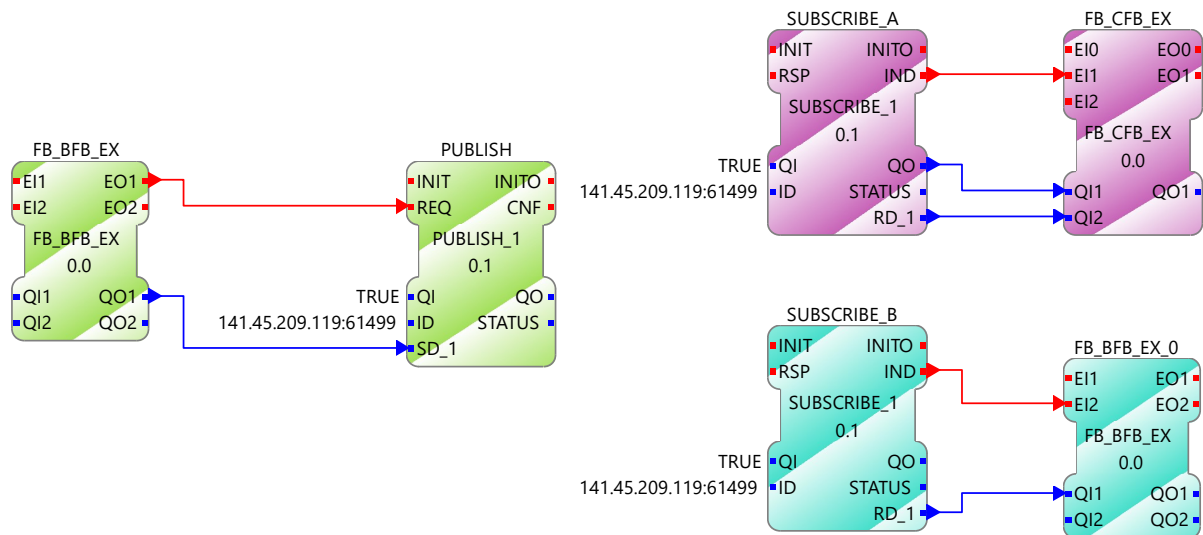 FB_BFB_EX
EI1 EO1
EI2 EO2
FB_BFB_EX
0.0
QI1 QO1
QI2 QO2
PUBLISH
INIT INITO
REQ CNF
PUBLISH_1
0.1
TRUE QI QO
141.45.209.119:61499 ID STATUS
SD_1
SUBSCRIBE_A
INIT INITO
RSP IND
SUBSCRIBE_1
0.1
TRUE QI QO
141.45.209.119:61499 ID STATUS
RD_1
FB_CFB_EX
EI0 EO0
EI1 EO1
EI2
FB_CFB_EX
0.0
QI1 QO1
QI2
SUBSCRIBE_B
INIT INITO
RSP IND
SUBSCRIBE_1
0.1
TRUE QI QO
141.45.209.119:61499 ID STATUS
RD_1
FB_BFB_EX_0
EI1 EO1
EI2 EO2
FB_BFB_EX
0.0
QI1 QO1
QI2 QO2